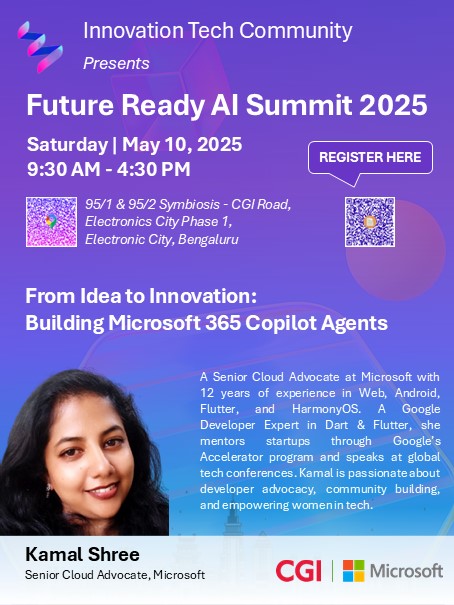 Innovation Tech Community
Presents
Future Ready AI Summit 2025
Saturday | May 10, 2025
9:30 AM - 4:30 PM
REGISTER HERE
95/1 & 95/2 Symbiosis - CGI Road,
Electronics City Phase 1,
Electronic City, Bengaluru
From Idea to Innovation:
Building Microsoft 365 Copilot Agents
A Senior Cloud Advocate at Microsoft with
12 years of experience in Web, Android,
Flutter, and HarmonyOS. A Google
Developer Expert in Dart & Flutter, she
mentors startups through Google's
Accelerator program and speaks at global
tech conferences. Kamal is passionate about
developer advocacy, community building,
and empowering women in tech.
Kamal Shree
Senior Cloud Advocate, Microsoft
CGI | Microsoft